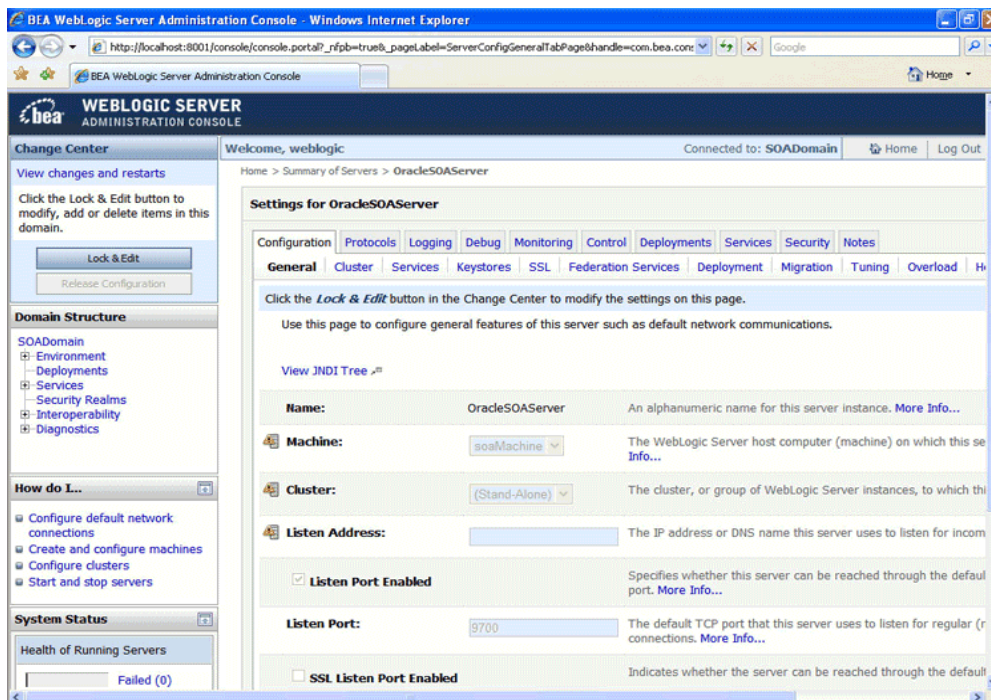 BEA WebLogic Server Administration Console - Windows Internet Explorer
http://localhost:8001/console/console.portal?_nfpb=true&_pageLabel=ServerConfigGeneralTabPage&handle=com.bea.cons
Google
BEA WebLogic Server Administration Console
Home
bea
WEBLOGIC SERVER
ADMINISTRATION CONSOLE
Change Center
View changes and restarts
Click the Lock & Edit button to
modify, add or delete items in this
domain.
Lock & Edit
Release Configuration
Domain Structure
SOADomain
Environment
Deployments
Services
Security Realms
Interoperability
Diagnostics
How do I...
Configure default network
connections
Create and configure machines
Configure clusters
Start and stop servers
System Status
Health of Running Servers
Failed (0)
Welcome, weblogic
Connected to: SOADomain
Home
Log Out
Home > Summary of Servers > OracleSOAServer
Settings for OracleSOAServer
Configuration Protocols Logging Debug Monitoring Control Deployments Services Security Notes
General Cluster Services Keystores SSL Federation Services Deployment Migration Tuning Overload
Click the Lock & Edit button in the Change Center to modify the settings on this page.
Use this page to configure general features of this server such as default network communications.
View JNDI Tree
Name: OracleSOAServer An alphanumeric name for this server instance. More Info...
Machine: soaMachine The WebLogic Server host computer (machine) on which this se
Info...
Cluster: (Stand-Alone) The cluster, or group of WebLogic Server instances, to which thi
Listen Address: The IP address or DNS name this server uses to listen for incom
Listen Port Enabled Specifies whether this server can be reached through the defaul
port. More Info...
Listen Port: 9700 The default TCP port that this server uses to listen for regular (r
connections. More Info...
SSL Listen Port Enabled Indicates whether the server can be reached through the default